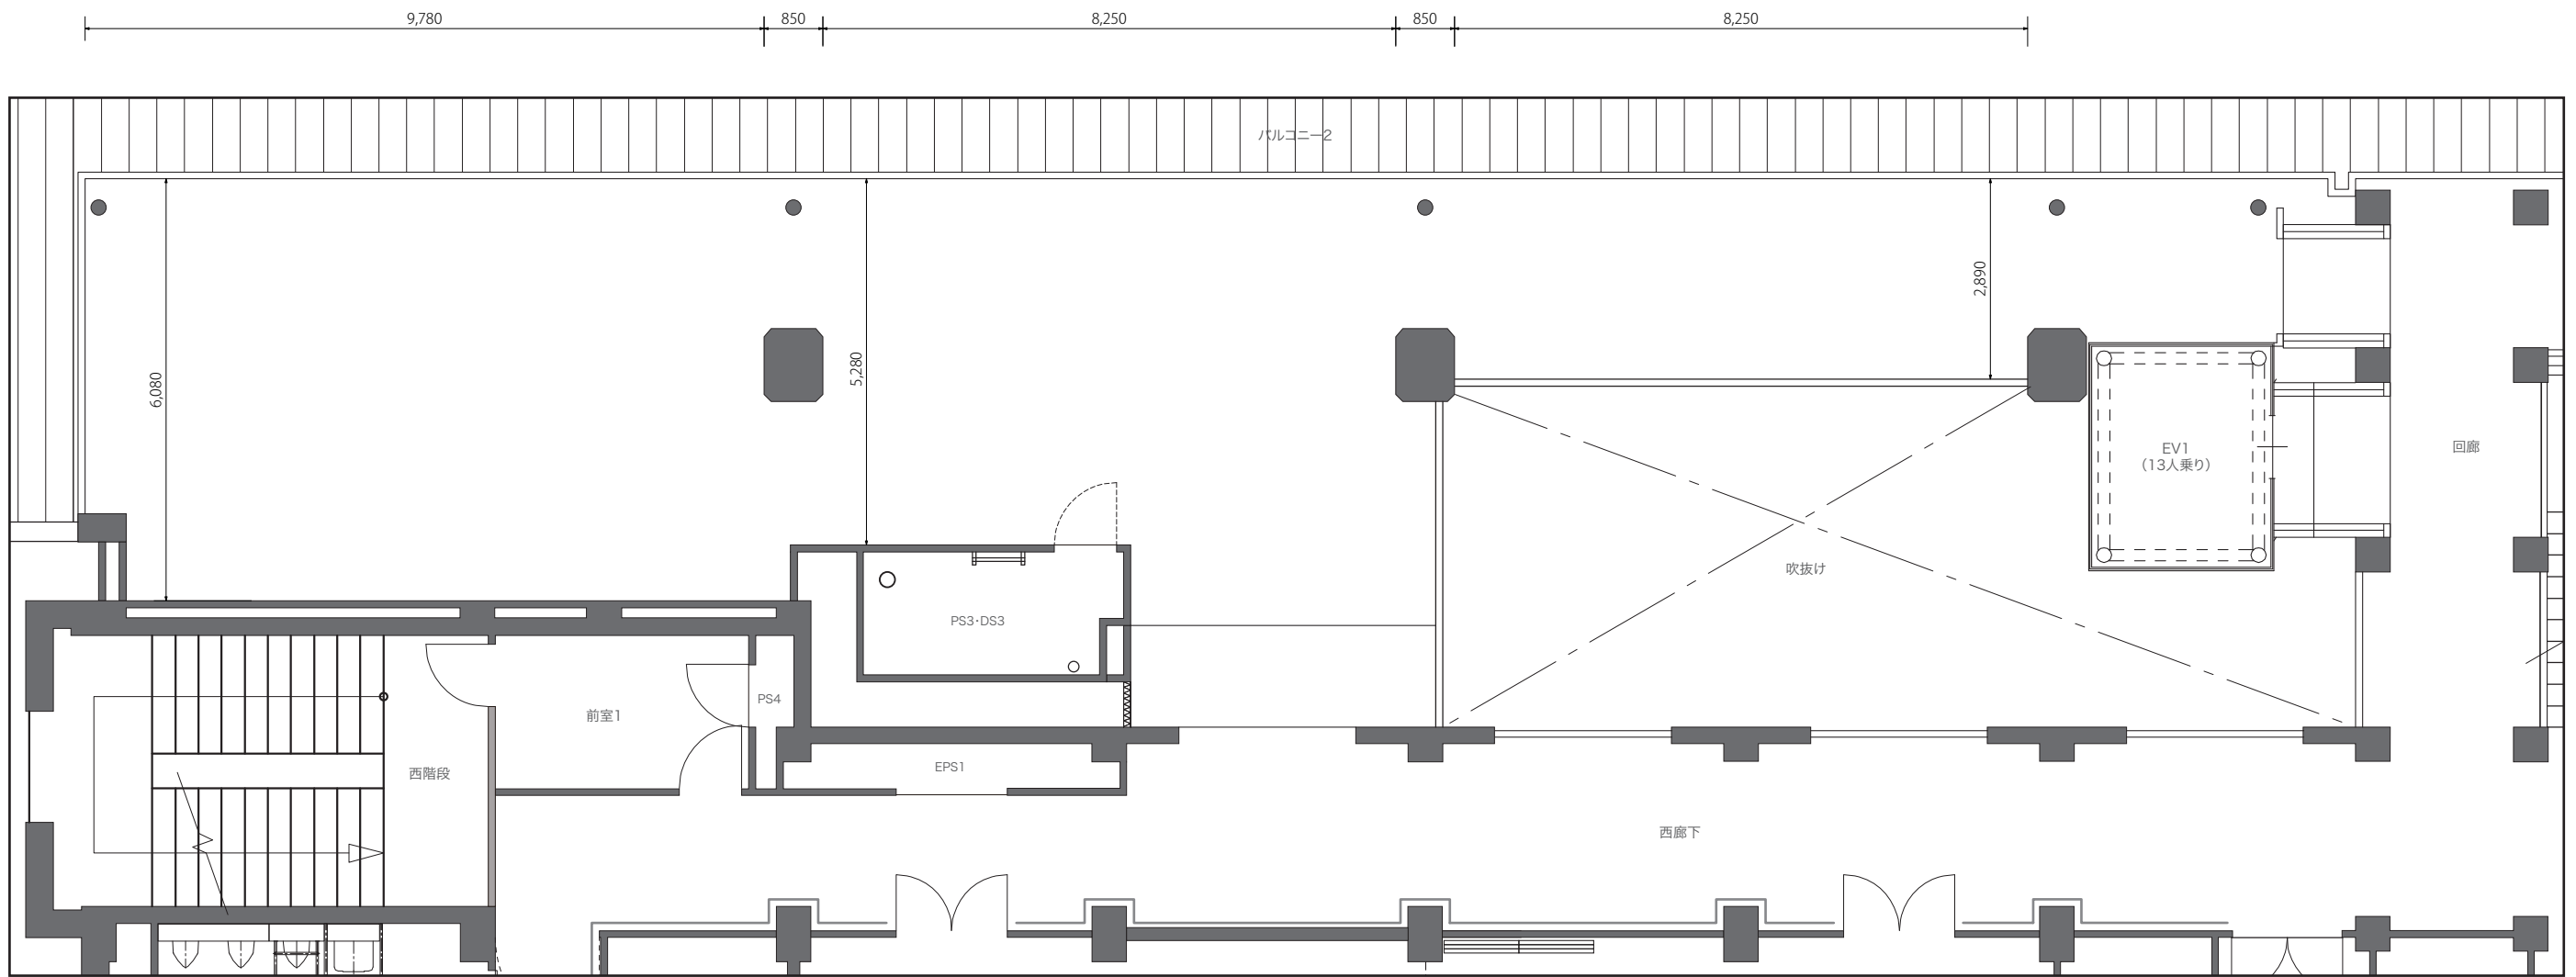 9,780
850
8,250
850
8,250
バルコニー2
6,080
5,280
2,890
EV1
(13人乗り)
回廊
吹抜け
PS3・DS3
PS4
前室1
西階段
EPS1
西廊下